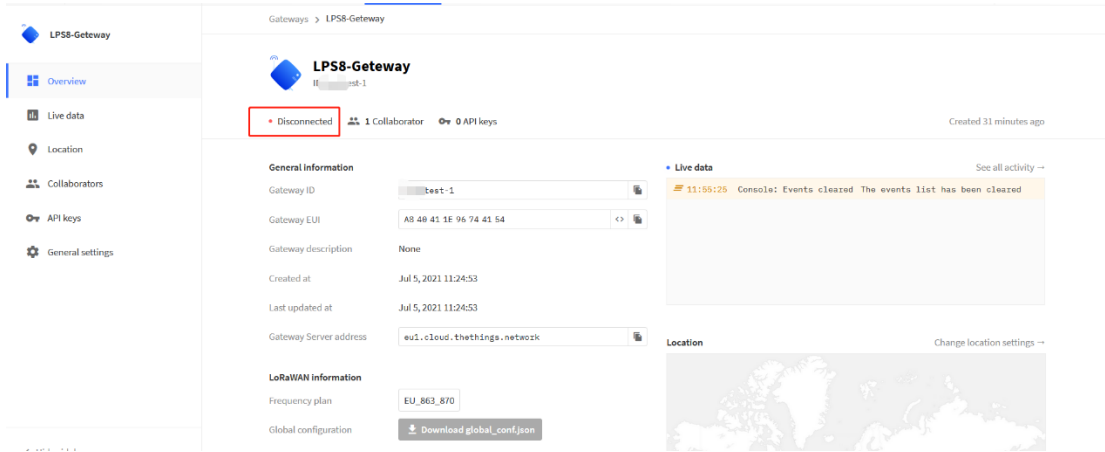 Gateways > LPS8-Geteway
LPS8-Geteway
LPS8-Geteway
est-1
Overview
Live data
Location
Collaborators
API keys
General settings
Disconnected 1 Collaborator 0 API keys
Created 31 minutes ago
General information
Gateway ID test-1
Gateway EUI A8 40 41 1E 96 74 41 54 <>
Gateway description None
Created at Jul 5, 2021 11:24:53
Last updated at Jul 5, 2021 11:24:53
Gateway Server address eu1.cloud.thethings.network
LoRaWAN information
Frequency plan EU_863_870
Global configuration Download global_conf.json
Live data See all activity →
11:55:25 Console: Events cleared The events list has been cleared
Location Change location settings →